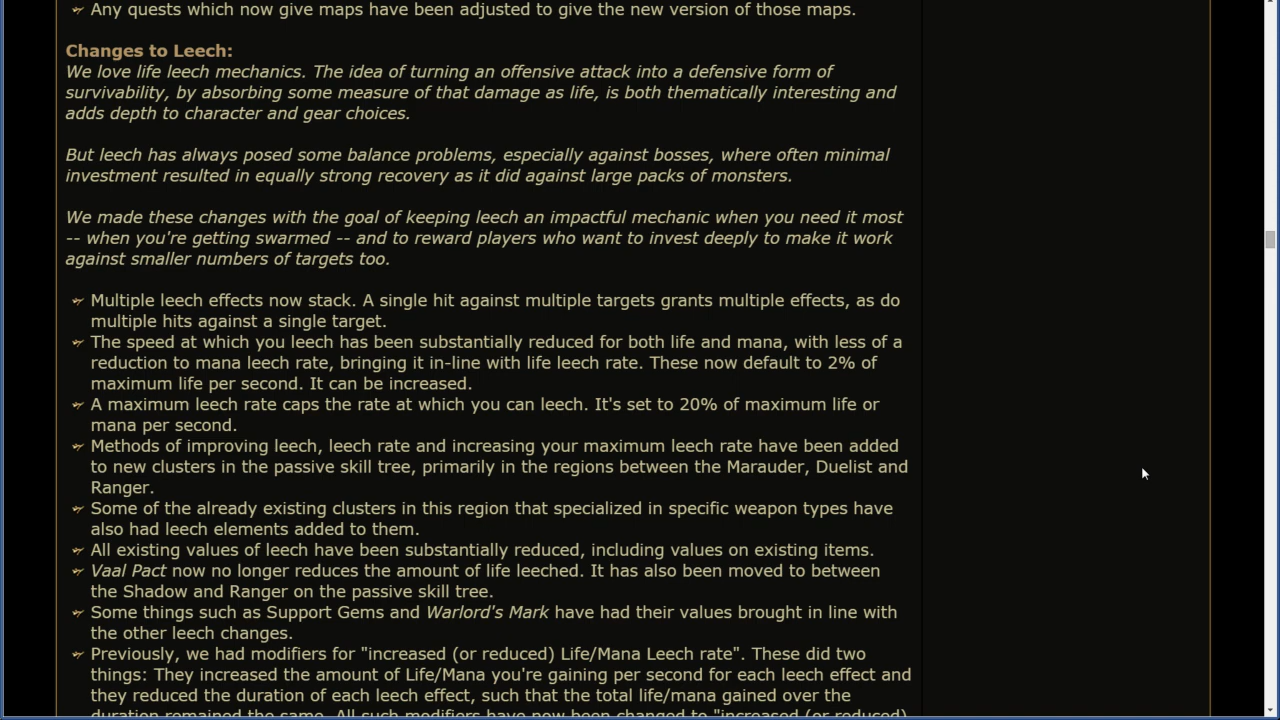 Any quests which now give maps have been adjusted to give the new version of those maps.
Changes to Leech:
We love life leech mechanics. The idea of turning an offensive attack into a defensive form of
survivability, by absorbing some measure of that damage as life, is both thematically interesting and
adds depth to character and gear choices.
But leech has always posed some balance problems, especially against bosses, where often minimal
investment resulted in equally strong recovery as it did against large packs of monsters.
We made these changes with the goal of keeping leech an impactful mechanic when you need it most
-- when you're getting swarmed -- and to reward players who want to invest deeply to make it work
against smaller numbers of targets too.
Multiple leech effects now stack. A single hit against multiple targets grants multiple effects, as do
multiple hits against a single target.
The speed at which you leech has been substantially reduced for both life and mana, with less of a
reduction to mana leech rate, bringing it in-line with life leech rate. These now default to 2% of
maximum life per second. It can be increased.
A maximum leech rate caps the rate at which you can leech. It's set to 20% of maximum life or
mana per second.
Methods of improving leech, leech rate and increasing your maximum leech rate have been added
to new clusters in the passive skill tree, primarily in the regions between the Marauder, Duelist and
Ranger.
Some of the already existing clusters in this region that specialized in specific weapon types have
also had leech elements added to them.
All existing values of leech have been substantially reduced, including values on existing items.
Vaal Pact now no longer reduces the amount of life leeched. It has also been moved to between
the Shadow and Ranger on the passive skill tree.
Some things such as Support Gems and Warlord's Mark have had their values brought in line with
the other leech changes.
Previously, we had modifiers for "increased (or reduced) Life/Mana Leech rate". These did two
things: They increased the amount of Life/Mana you're gaining per second for each leech effect and
they reduced the duration of each leech effect, such that the total life/mana gained over the
duration remained the same. All such modifiers have now been changed to "increased (or reduced)